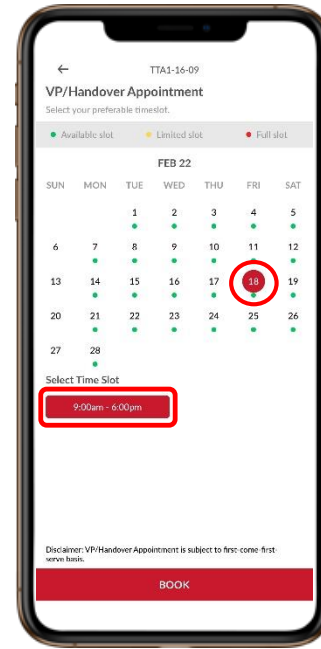 TTA1-16-09
VP/Handover Appointment
Select your preferable timeslot.
Available slot Limited slot Full slot
FEB 22
SUN MON TUE WED THU FRI SAT
1 2 3 4 5
6 7 8 9 10 11 12
13 14 15 16 17 18 19
20 21 22 23 24 25 26
27 28
Select Time Slot
9:00am - 6:00pm
Disclaimer: VP/Handover Appointment is subject to first-come-first-
serve basis.
BOOK